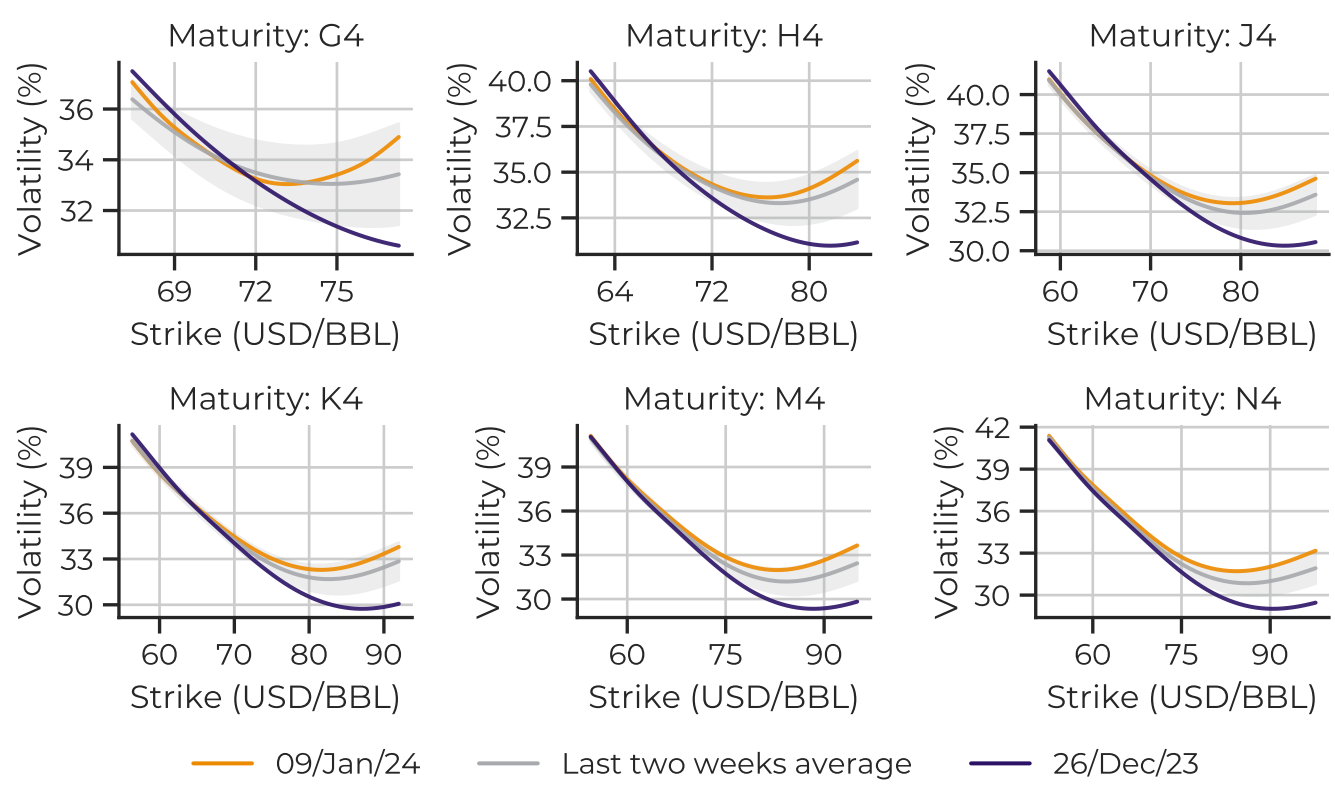 Maturity: G4
Volatility (%)
36
34
32
69 72 75
Strike (USD/BBL)
Maturity: H4
Volatility (%)
40.0
37.5
35.0
32.5
64 72 80
Strike (USD/BBL)
Maturity: J4
Volatility (%)
40.0
37.5
35.0
32.5
30.0
60 70 80
Strike (USD/BBL)
Maturity: K4
Volatility (%)
39
36
33
30
60 70 80 90
Strike (USD/BBL)
Maturity: M4
Volatility (%)
39
36
33
30
60 75 90
Strike (USD/BBL)
Maturity: N4
Volatility (%)
42
39
36
33
30
60 75 90
Strike (USD/BBL)
09/Jan/24 Last two weeks average 26/Dec/23